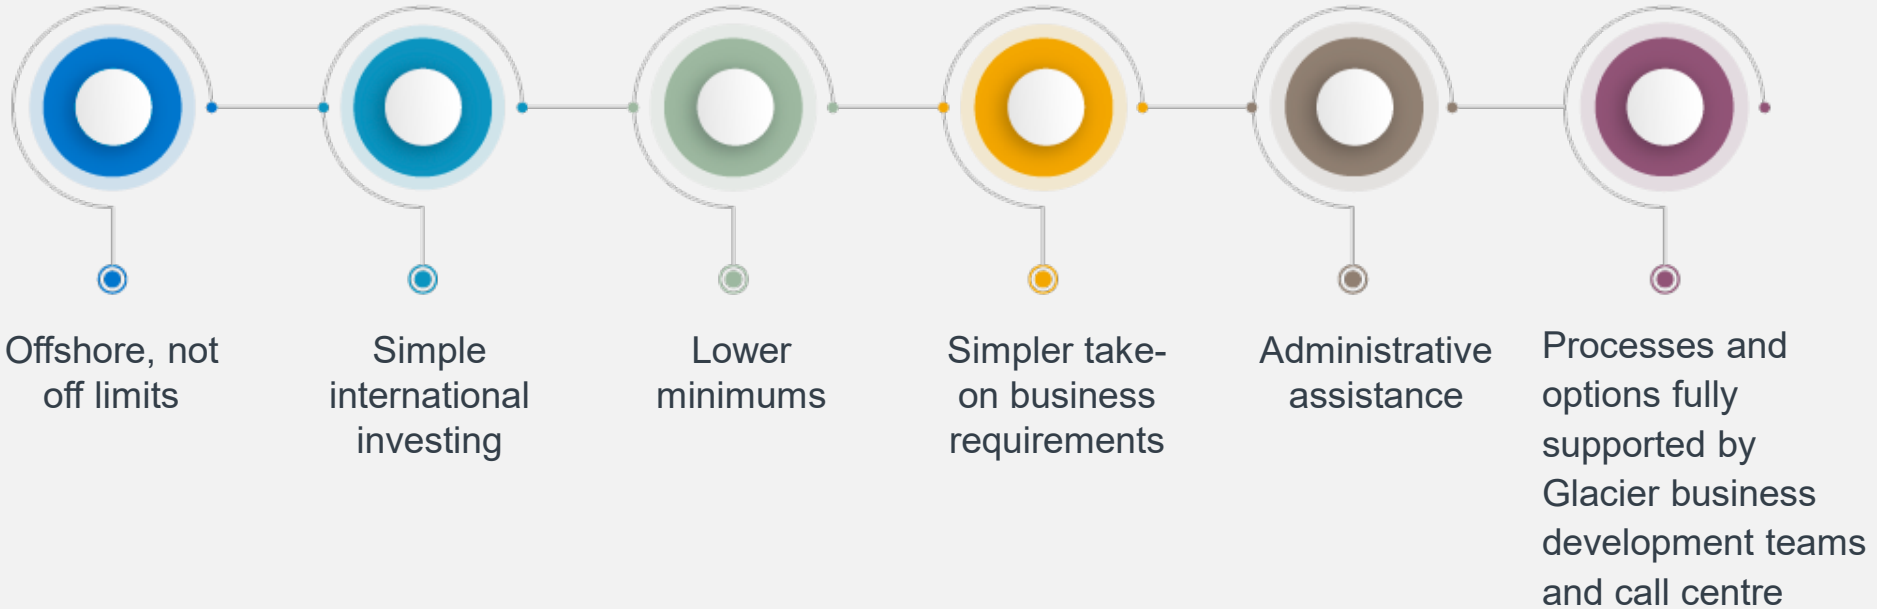 Offshore, not
off limits
Simple
international
investing
Lower
minimums
Simpler take-
on business
requirements
Administrative
assistance
Processes and
options fully
supported by
Glacier business
development teams
and call centre